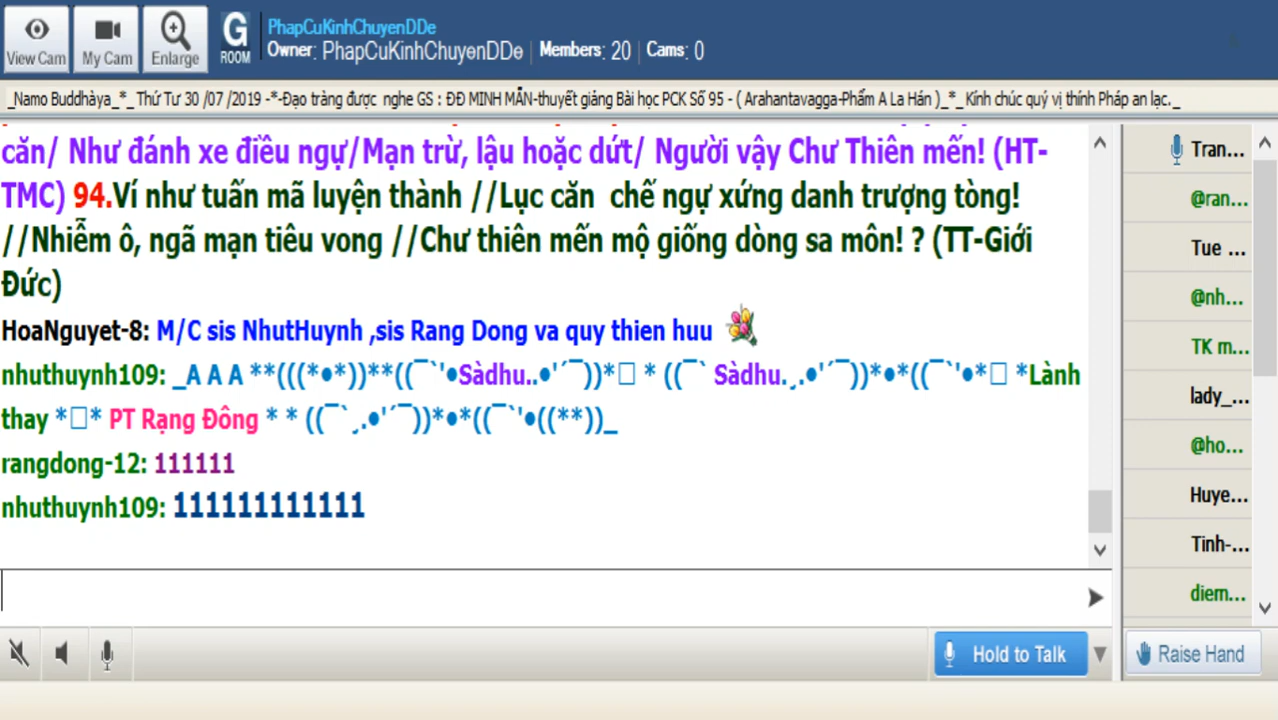 View Cam
My Cam
Enlarge
G
ROOM
PhapCuKinhChuyenDDe
Owner: PhapCuKinhChuyenDDe | Members: 20 | Cams: 0
_Namo Buddhàya_*_ Thứ Tư 30 /07 /2019 -*-Đạo tràng được nghe GS : ĐĐ MINH MẪN-thuyết giảng Bài học PCK Số 95 - ( Arahantavagga-Phẩm A La Hán )_*_ Kính chúc quý vị thính Pháp an lạc._
căn/ Như đánh xe điều ngự/Mạn trừ, lậu hoặc dứt/ Người vậy Chư Thiên mến! (HT-
TMC) 94.Ví như tuấn mã luyện thành //Lục căn chế ngự xứng danh trượng tòng!
//Nhiễm ô, ngã mạn tiêu vong //Chư thiên mến mộ giống dòng sa môn! ? (TT-Giới
Đức)
HoaNguyet-8: M/C sis NhutHuynh ,sis Rang Dong va quy thien huu
nhuthuynh109: _A A A **(((*•*))**((¯`'•Sàdhu..•'´¯))*▯ * ((¯` Sàdhu.¸.•'´¯))*•*((¯`'•*▯ *Lành
thay *▯* PT Rạng Đông * * ((¯`¸.•'´¯))*•*((¯`'•((**))_
rangdong-12: 111111
nhuthuynh109: 111111111111
Tran...
@ran...
Tue ...
@nh...
TK m...
lady_...
@ho...
Huye...
Tinh-...
diem...
Hold to Talk
Raise Hand